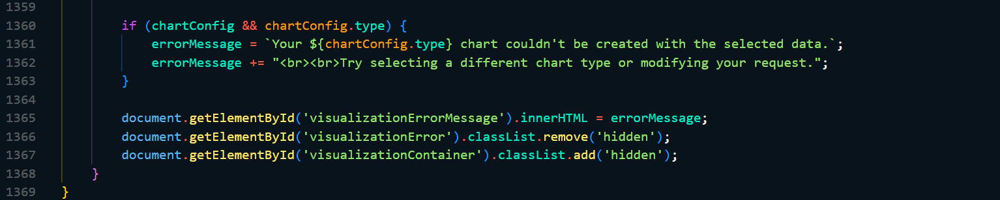 1359
1360 if (chartConfig && chartConfig.type) {
1361 errorMessage = `Your ${chartConfig.type} chart couldn't be created with the selected data.`;
1362 errorMessage += "<br><br>Try selecting a different chart type or modifying your request.";
1363 }
1364
1365 document.getElementById('visualizationErrorMessage').innerHTML = errorMessage;
1366 document.getElementById('visualizationError').classList.remove('hidden');
1367 document.getElementById('visualizationContainer').classList.add('hidden');
1368 }
1369 }